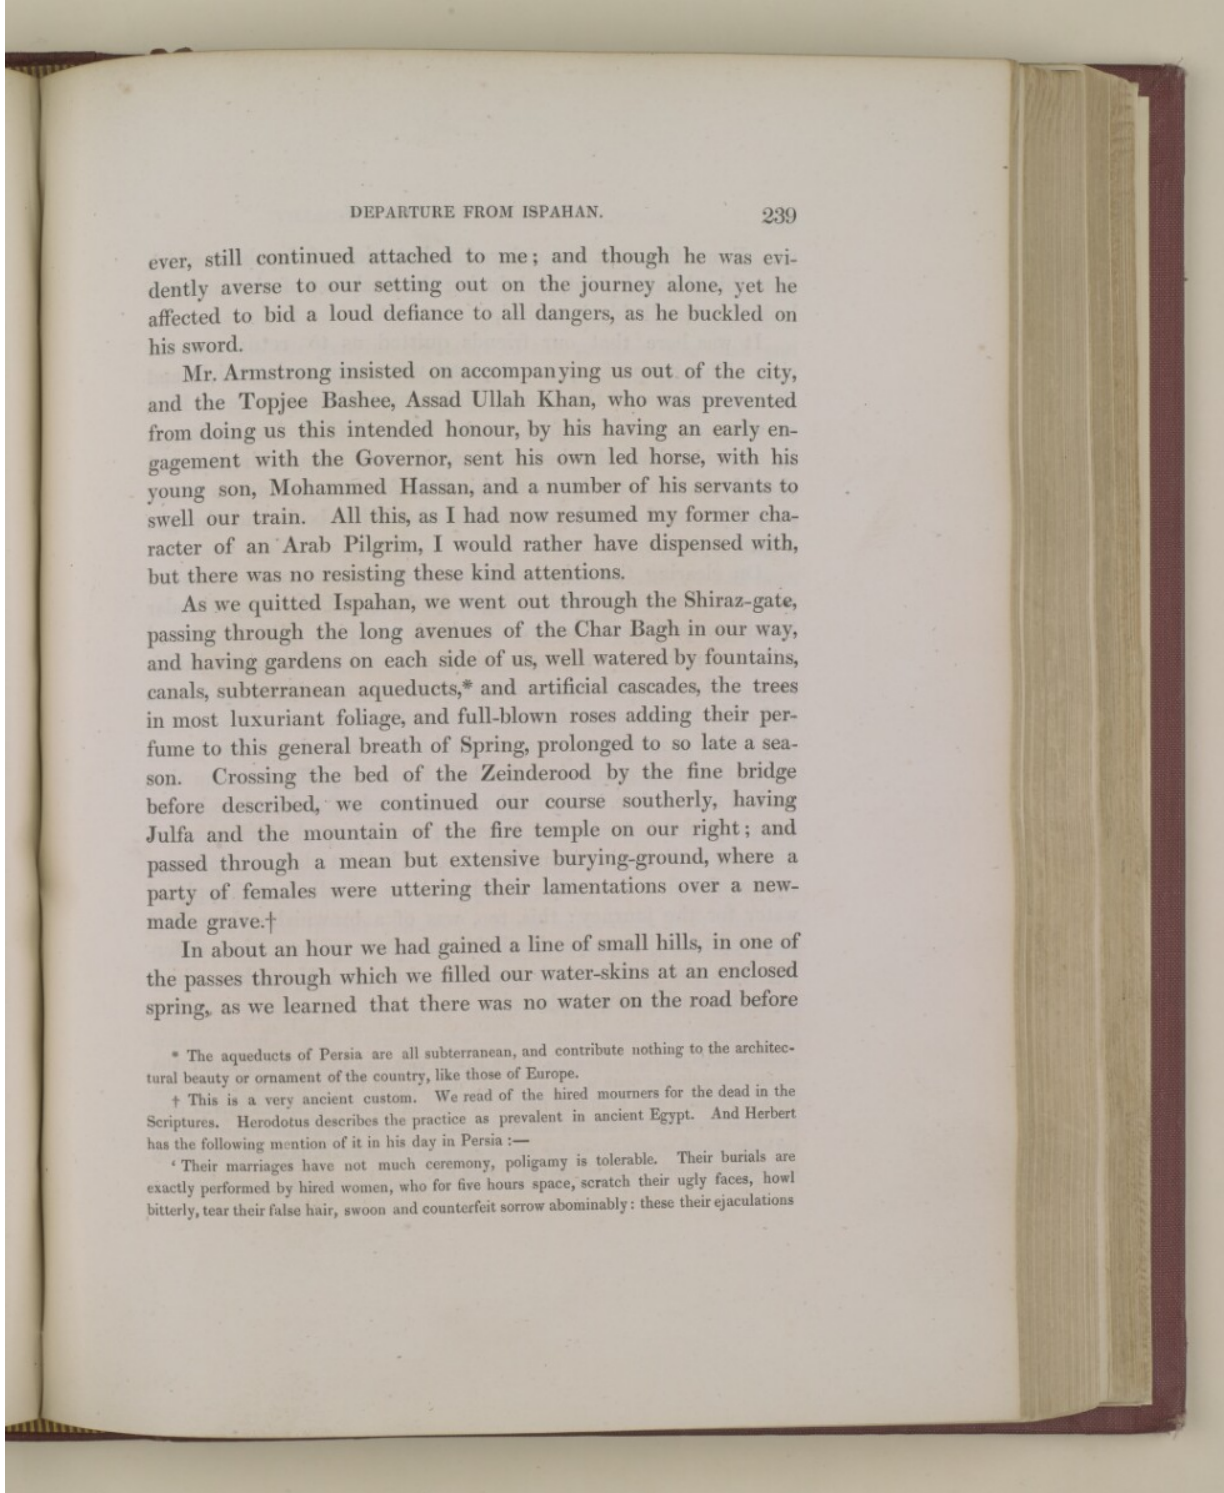 DEPARTURE FROM ISPAHAN. 239
ever, still continued attached to me; and though he was evi-
dently averse to our setting out on the journey alone, yet he
affected to bid a loud defiance to all dangers, as he buckled on
his sword.
Mr. Armstrong insisted on accompanying us out of the city,
and the Topjee Bashee, Assad Ullah Khan, who was prevented
from doing us this intended honour, by his having an early en-
gagement with the Governor, sent his own led horse, with his
young son, Mohammed Hassan, and a number of his servants to
swell our train. All this, as I had now resumed my former cha-
racter of an Arab Pilgrim, I would rather have dispensed with,
but there was no resisting these kind attentions.
As we quitted Ispahan, we went out through the Shiraz-gate,
passing through the long avenues of the Char Bagh in our way,
and having gardens on each side of us, well watered by fountains,
canals, subterranean aqueducts,* and artificial cascades, the trees
in most luxuriant foliage, and full-blown roses adding their per-
fume to this general breath of Spring, prolonged to so late a sea-
son. Crossing the bed of the Zeinderood by the fine bridge
before described, we continued our course southerly, having
Julfa and the mountain of the fire temple on our right; and
passed through a mean but extensive burying-ground, where a
party of females were uttering their lamentations over a new-
made grave.†
In about an hour we had gained a line of small hills, in one of
the passes through which we filled our water-skins at an enclosed
spring, as we learned that there was no water on the road before
* The aqueducts of Persia are all subterranean, and contribute nothing to the architec-
tural beauty or ornament of the country, like those of Europe.
† This is a very ancient custom. We read of the hired mourners for the dead in the
Scriptures. Herodotus describes the practice as prevalent in ancient Egypt. And Herbert
has the following mention of it in his day in Persia :—
‘ Their marriages have not much ceremony, poligamy is tolerable. Their burials are
exactly performed by hired women, who for five hours space, scratch their ugly faces, howl
bitterly, tear their false hair, swoon and counterfeit sorrow abominably: these their ejaculations